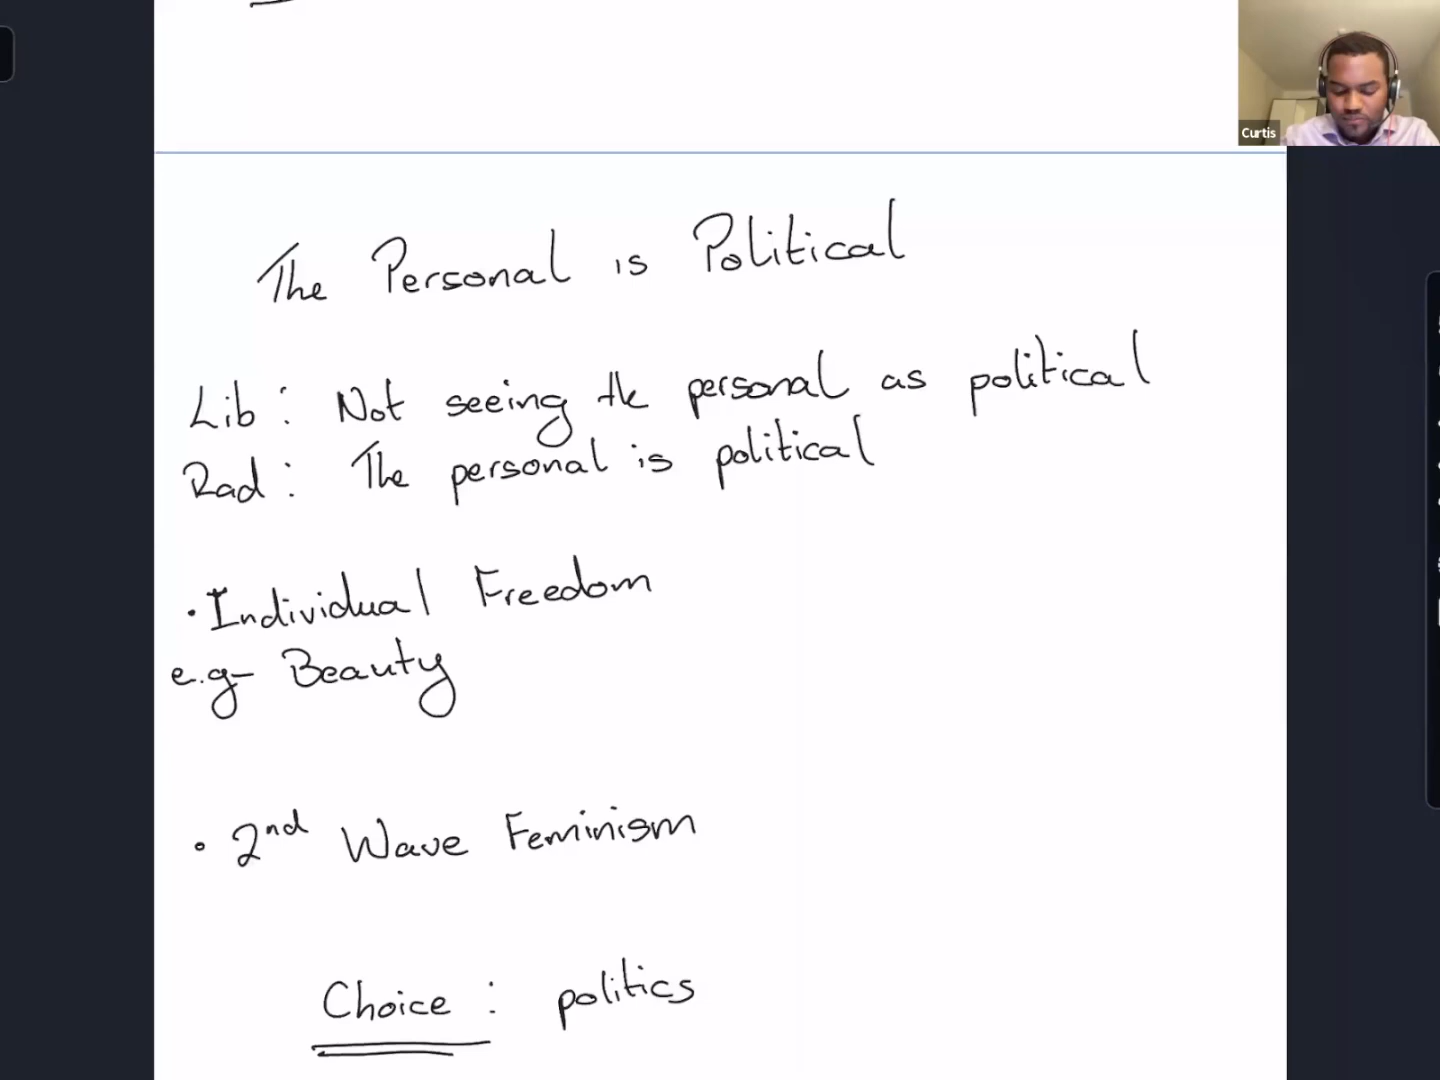 Curtis
The Personal is Political
Lib: Not seeing the personal as political
Rad: The personal is political
• Individual Freedom
e.g- Beauty
• 2nd Wave Feminism
Choice: politics